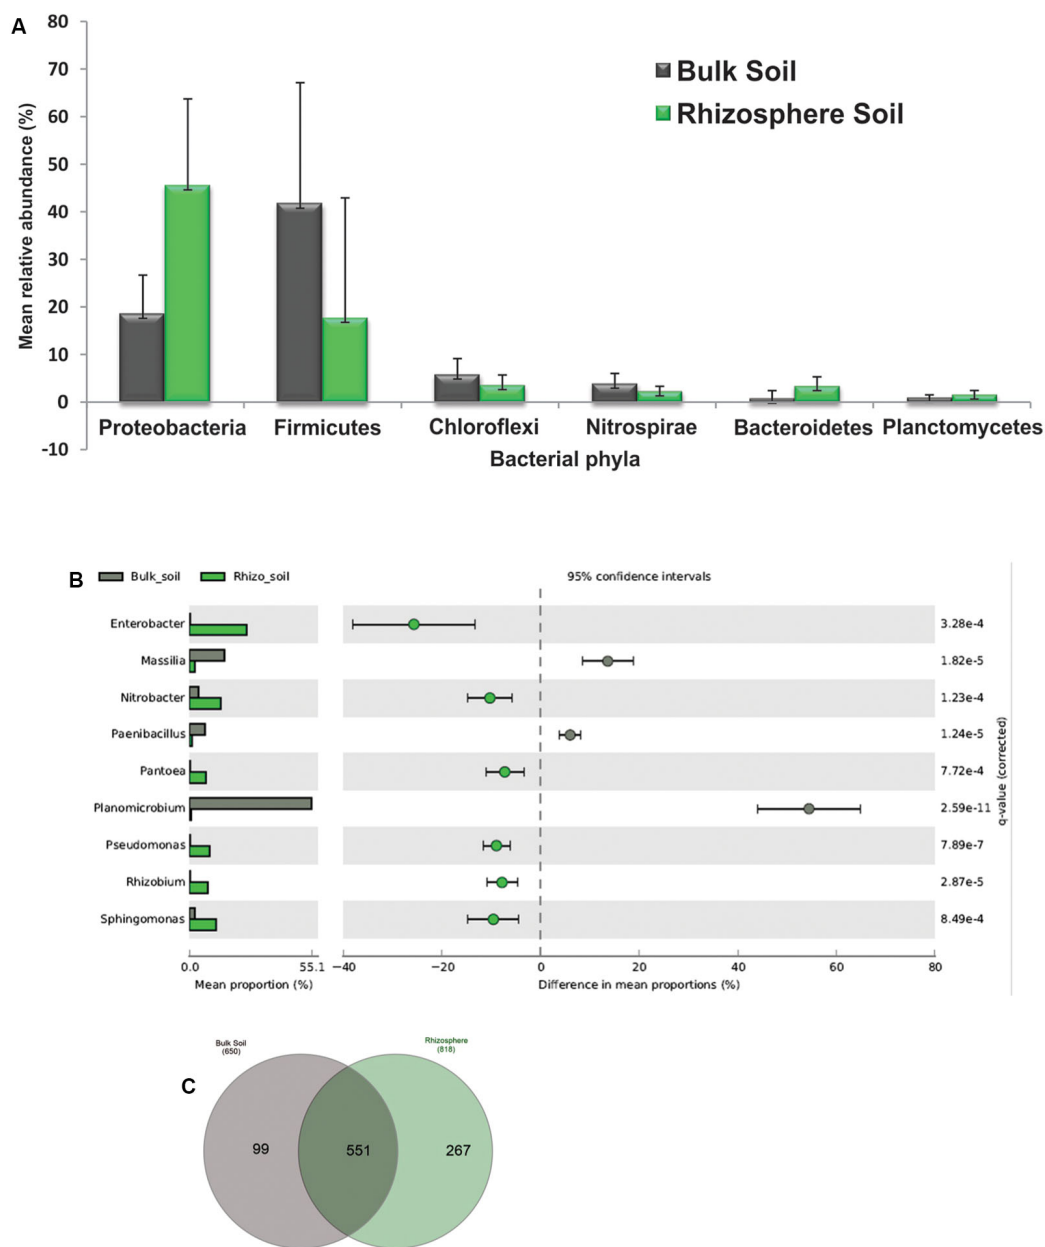 A
80
70
60
50
40
30
20
10
0
-10
Mean relative abundance (%)
Bulk Soil
Rhizosphere Soil
Proteobacteria Firmicutes Chloroflexi Nitrospirae Bacteroidetes Planctomycetes
Bacterial phyla
B
Bulk_soil Rhizo_soil 95% confidence intervals
Enterobacter 3.28e-4
Massilia 1.82e-5
Nitrobacter 1.23e-4
Paenibacillus 1.24e-5
Pantoea 7.72e-4
Planomicrobium 2.59e-11
Pseudomonas 7.89e-7
Rhizobium 2.87e-5
Sphingomonas 8.49e-4
q-value (corrected)
0.0 55.1 −40 −20 0 20 40 60 80
Mean proportion (%) Difference in mean proportions (%)
C
Bulk Soil
(650)
Rhizosphere
(818)
99 551 267